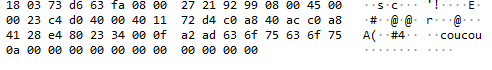 18 03 73 d6 63 fa 08 00 27 21 92 99 08 00 45 00 ··s·c··· '!····E·
00 23 c4 d0 40 00 40 11 72 d4 c0 a8 40 ac c0 a8 ·#··@·@· r···@···
41 28 e4 80 23 34 00 0f a2 ad 63 6f 75 63 6f 75 A(··#4·· ··coucou
0a 00 00 00 00 00 00 00 00 00 00 00 ········ ····